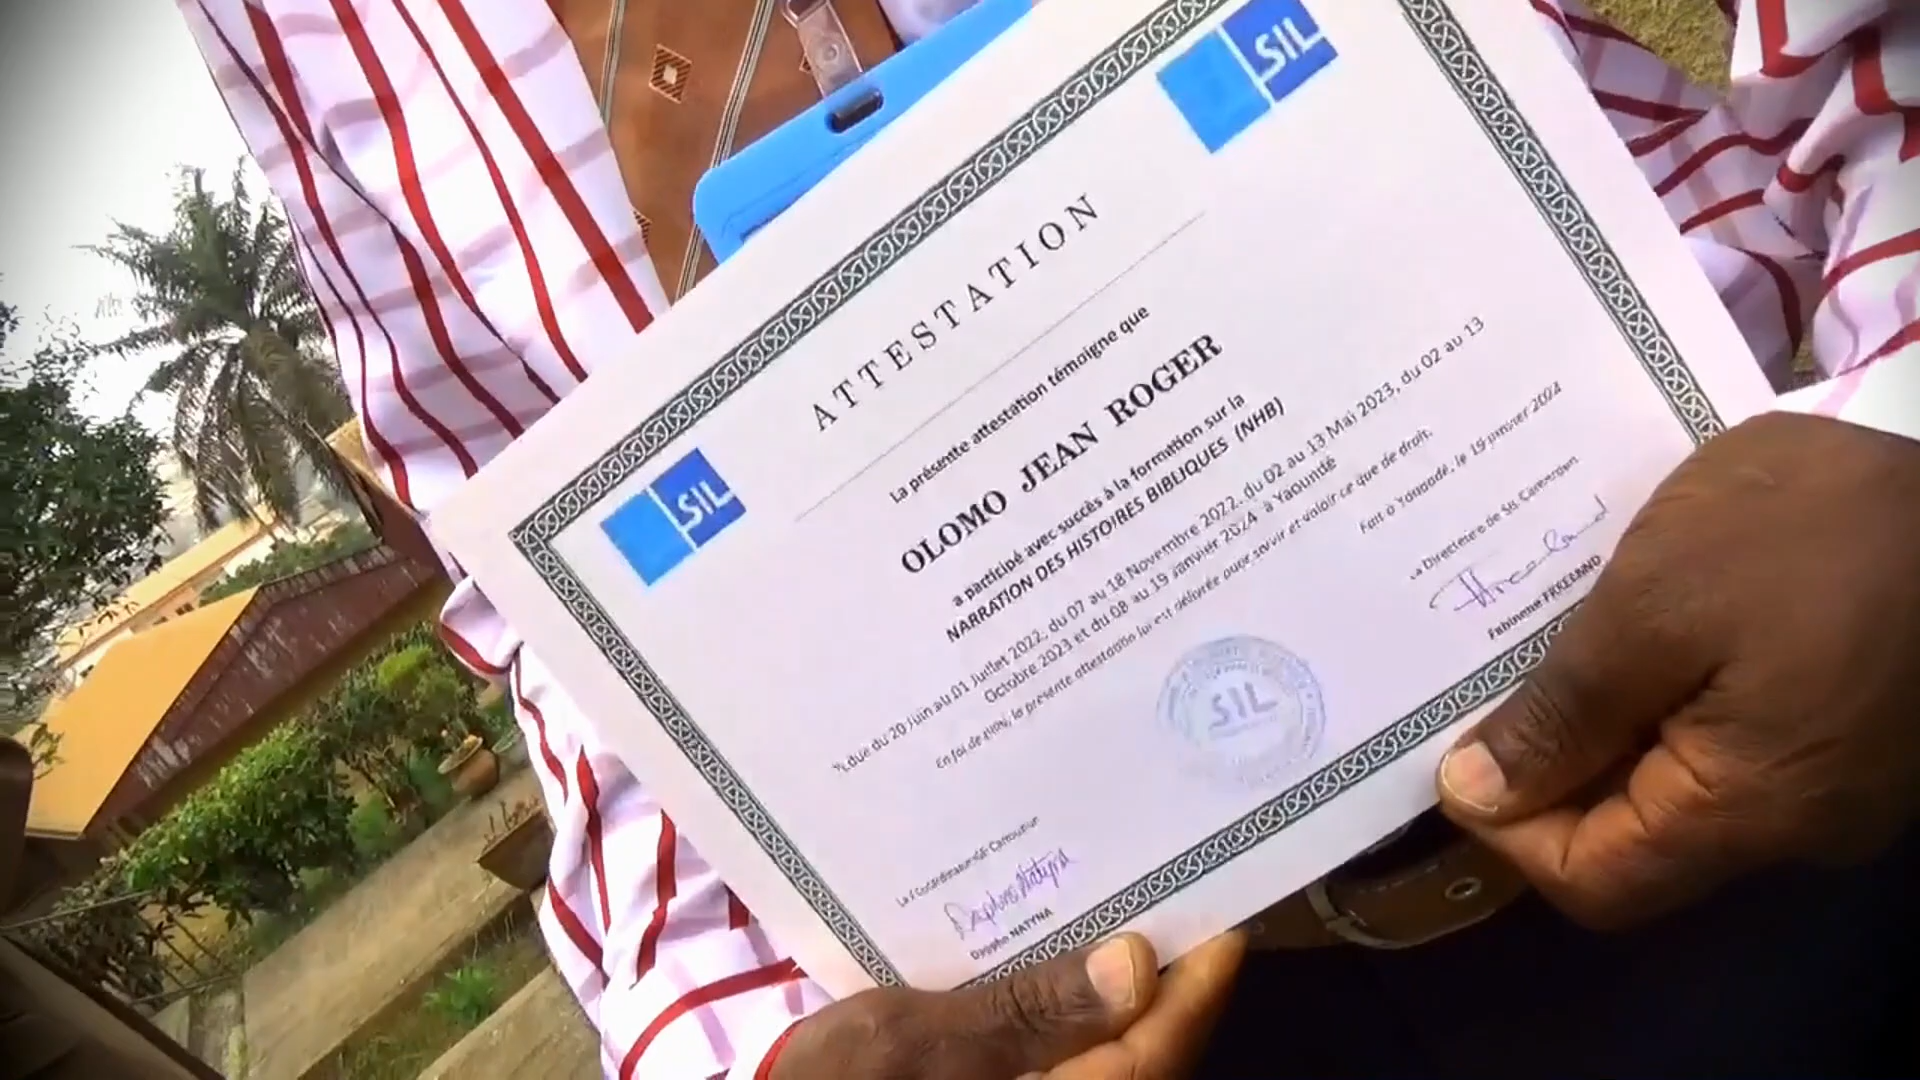 SIL
SIL
ATTESTATION
La présente attestation témoigne que
OLOMO JEAN ROGER
a participé avec succès à la formation sur la
NARRATION DES HISTOIRES BIBLIQUES (NHB)
du 20 Juin au 01 Juillet 2022, du 07 au 18 Novembre 2022, du 02 au 13 Mai 2023, du 02 au 13
Octobre 2023 et du 08 au 19 Janvier 2024 à Yaoundé
En foi de quoi, la présente attestation lui est délivrée pour servir et valoir ce que de droit.
Fait à Yaoundé, le 19 janvier 2024
La Directrice de SIL Cameroon
Fabienne FREELAND
SIL
Cameroun
NATYNA